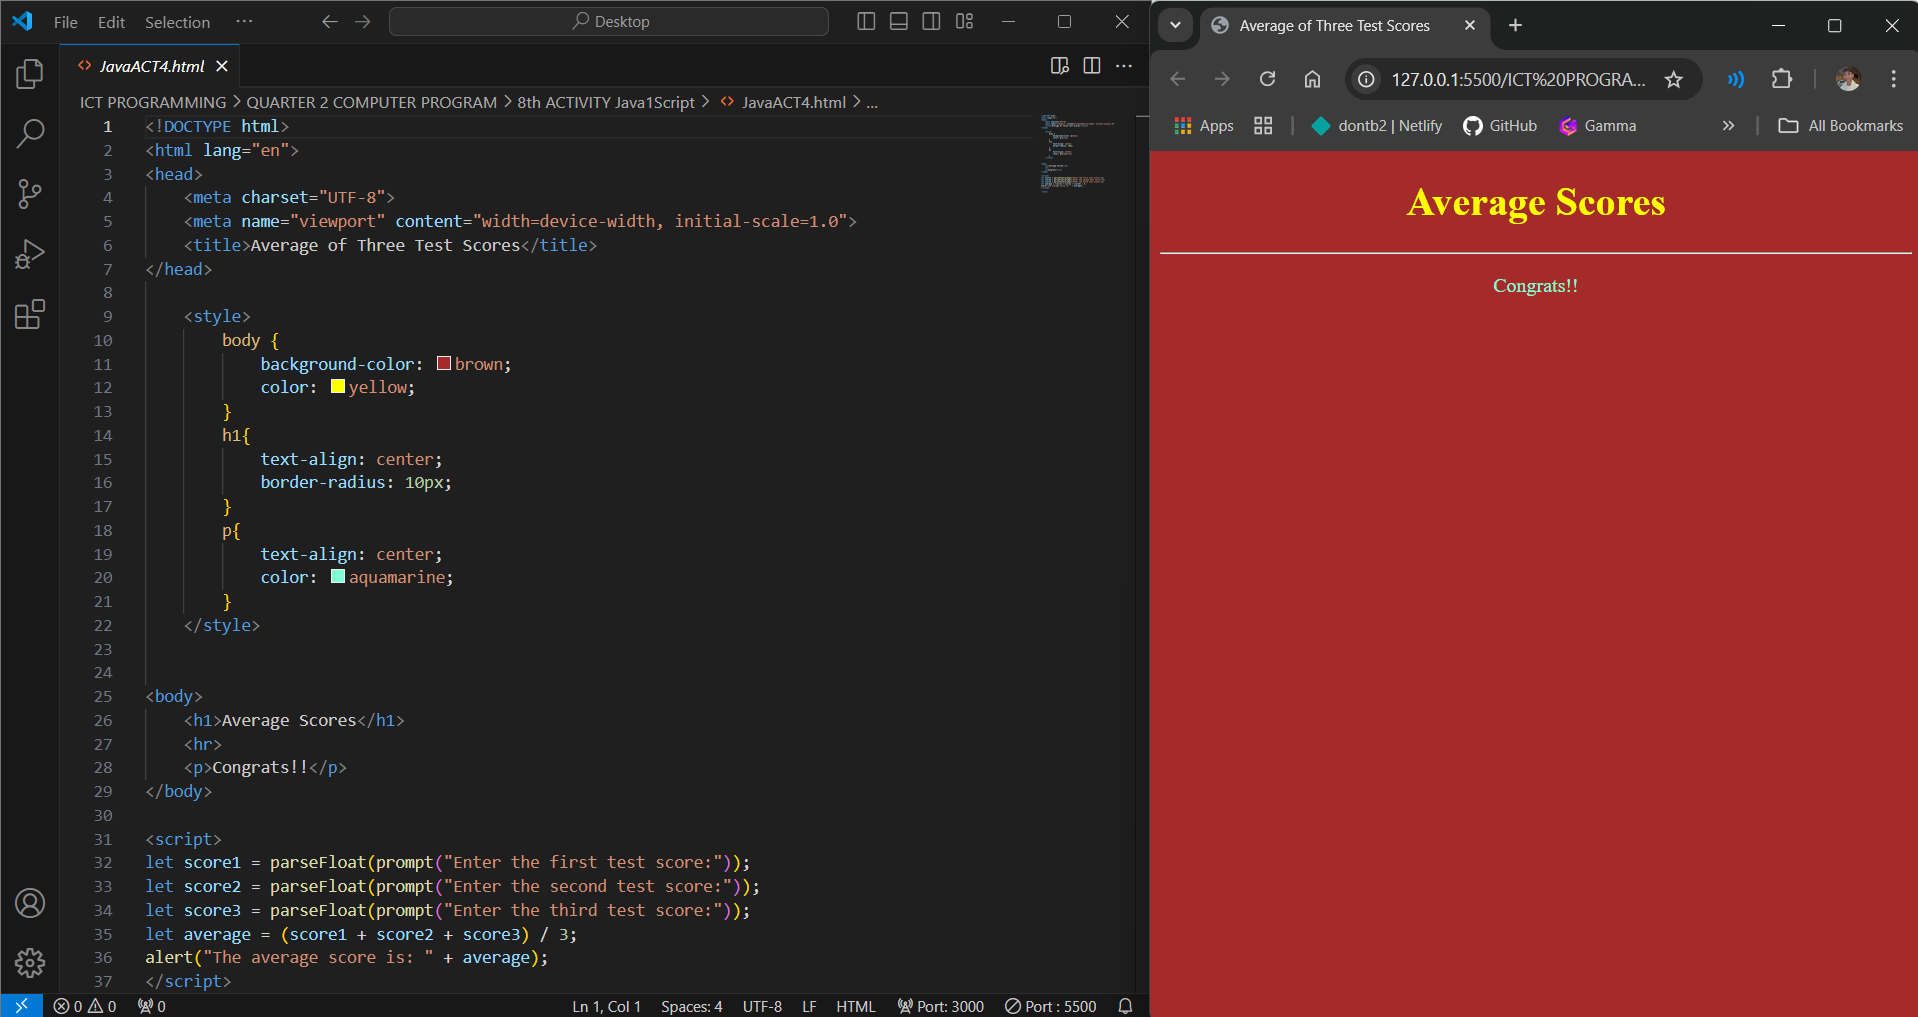 File Edit Selection ··· Desktop
JavaACT4.html
ICT PROGRAMMING > QUARTER 2 COMPUTER PROGRAM > 8th ACTIVITY Java1Script > JavaACT4.html > ...
1 <!DOCTYPE html>
2 <html lang="en">
3 <head>
4 <meta charset="UTF-8">
5 <meta name="viewport" content="width=device-width, initial-scale=1.0">
6 <title>Average of Three Test Scores</title>
7 </head>
8
9 <style>
10 body {
11 background-color: brown;
12 color: yellow;
13 }
14 h1{
15 text-align: center;
16 border-radius: 10px;
17 }
18 p{
19 text-align: center;
20 color: aquamarine;
21 }
22 </style>
23
24
25 <body>
26 <h1>Average Scores</h1>
27 <hr>
28 <p>Congrats!!</p>
29 </body>
30
31 <script>
32 let score1 = parseFloat(prompt("Enter the first test score:"));
33 let score2 = parseFloat(prompt("Enter the second test score:"));
34 let score3 = parseFloat(prompt("Enter the third test score:"));
35 let average = (score1 + score2 + score3) / 3;
36 alert("The average score is: " + average);
37 </script>
0 0 0 Ln 1, Col 1 Spaces: 4 UTF-8 LF HTML Port: 3000 Port : 5500
Average of Three Test Scores
127.0.0.1:5500/ICT%20PROGRA...
Apps dontb2 | Netlify GitHub Gamma » All Bookmarks
Average Scores
Congrats!!